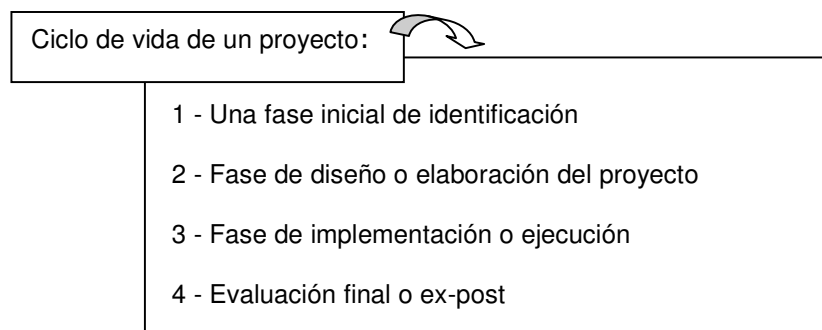 Ciclo de vida de un proyecto:
1 - Una fase inicial de identificación
2 - Fase de diseño o elaboración del proyecto
3 - Fase de implementación o ejecución
4 - Evaluación final o ex-post